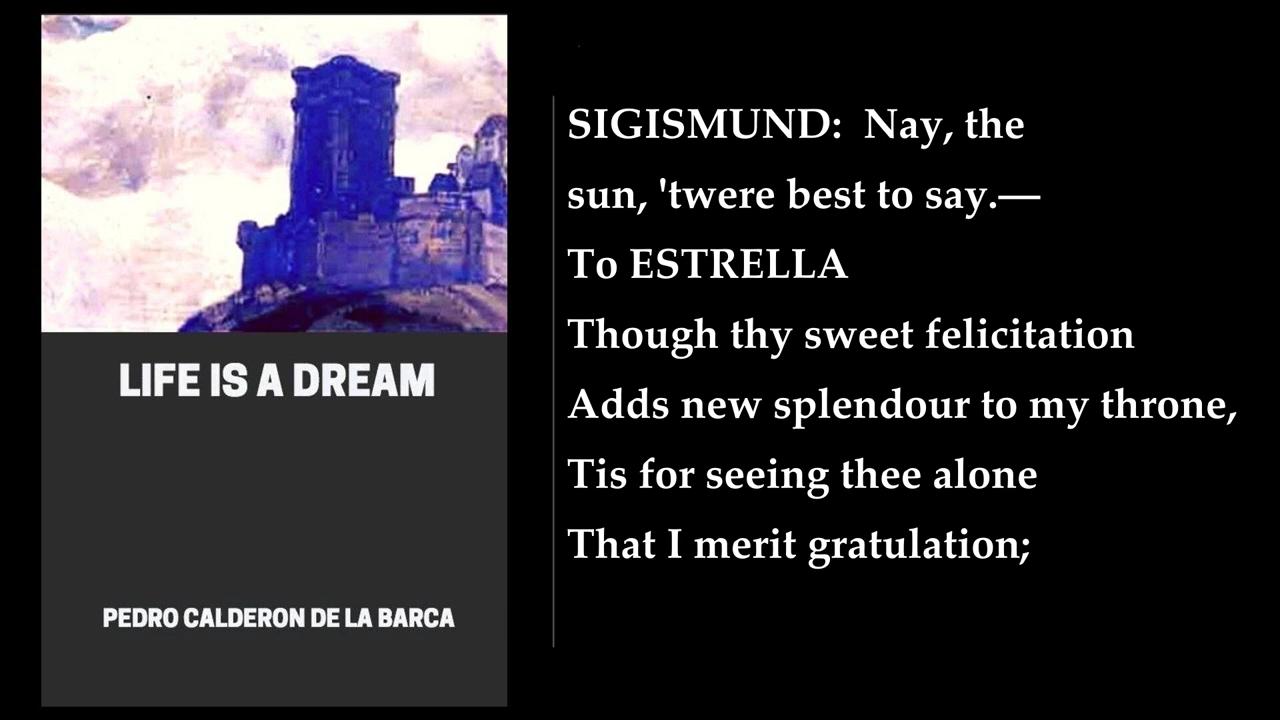 LIFE IS A DREAM
PEDRO CALDERON DE LA BARCA
SIGISMUND:  Nay, the
sun, 'twere best to say.—
To ESTRELLA
Though thy sweet felicitation
Adds new splendour to my throne,
Tis for seeing thee alone
That I merit gratulation;